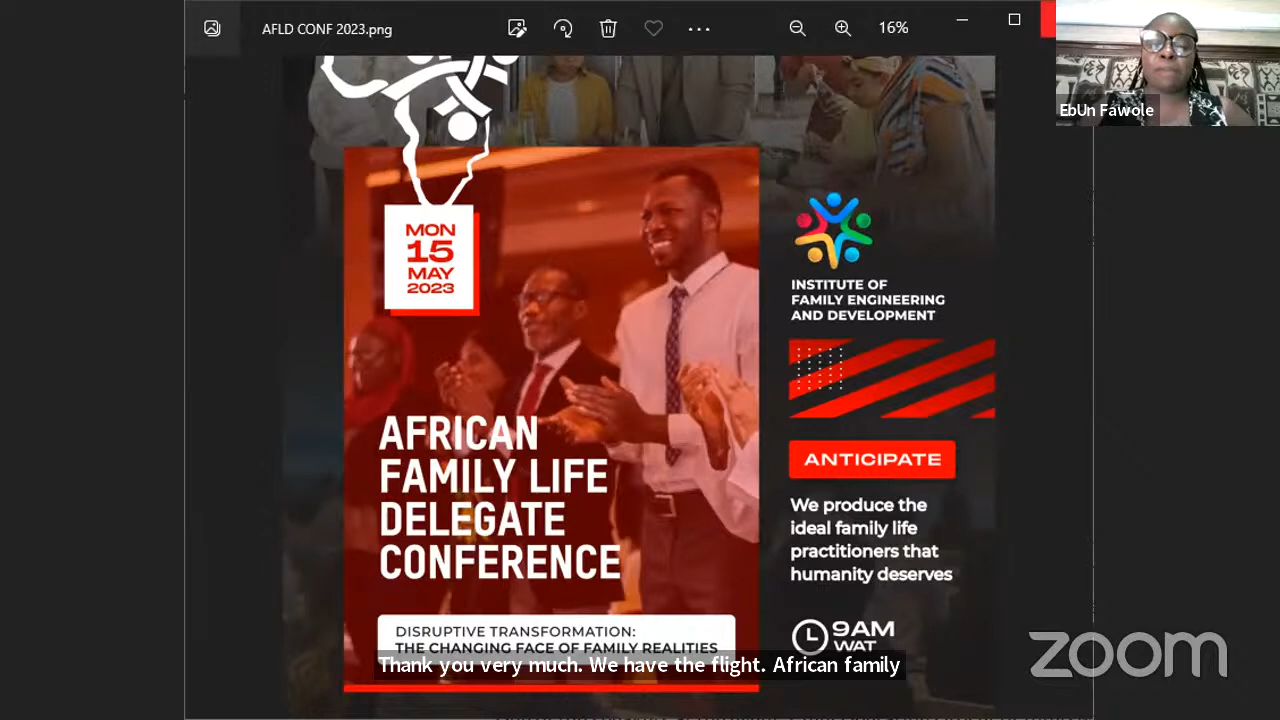 AFLD CONF 2023.png
16%
EbUn Fawole
MON
15
MAY
2023
INSTITUTE OF
FAMILY ENGINEERING
AND DEVELOPMENT
ANTICIPATE
We produce the
ideal family life
practitioners that
humanity deserves
9AM
WAT
AFRICAN
FAMILY LIFE
DELEGATE
CONFERENCE
DISRUPTIVE TRANSFORMATION:
THE CHANGING FACE OF FAMILY REALITIES
Thank you very much. We have the flight. African family
zoom